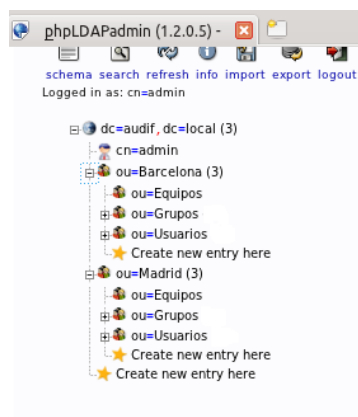 phpLDAPadmin (1.2.0.5) -
schema search refresh info import export logout
Logged in as: cn=admin
dc=audif,dc=local (3)
cn=admin
ou=Barcelona (3)
ou=Equipos
ou=Grupos
ou=Usuarios
Create new entry here
ou=Madrid (3)
ou=Equipos
ou=Grupos
ou=Usuarios
Create new entry here
Create new entry here